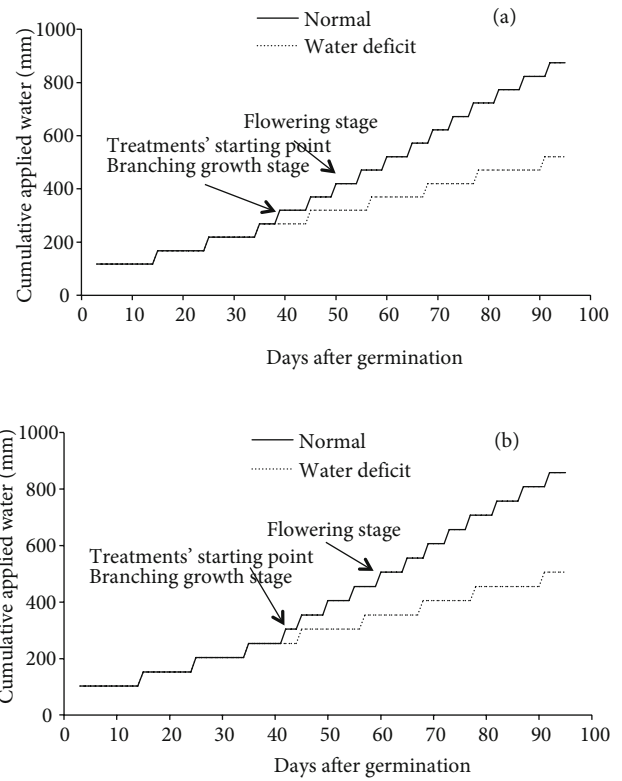 (a)
Normal
Water deficit
Flowering stage
Treatments' starting point
Branching growth stage
Cumulative applied water (mm)
1000
800
600
400
200
0
0 10 20 30 40 50 60 70 80 90 100
Days after germination
(b)
Normal
Water deficit
Flowering stage
Treatments' starting point
Branching growth stage
Cumulative applied water (mm)
1000
800
600
400
200
0
0 10 20 30 40 50 60 70 80 90 100
Days after germination